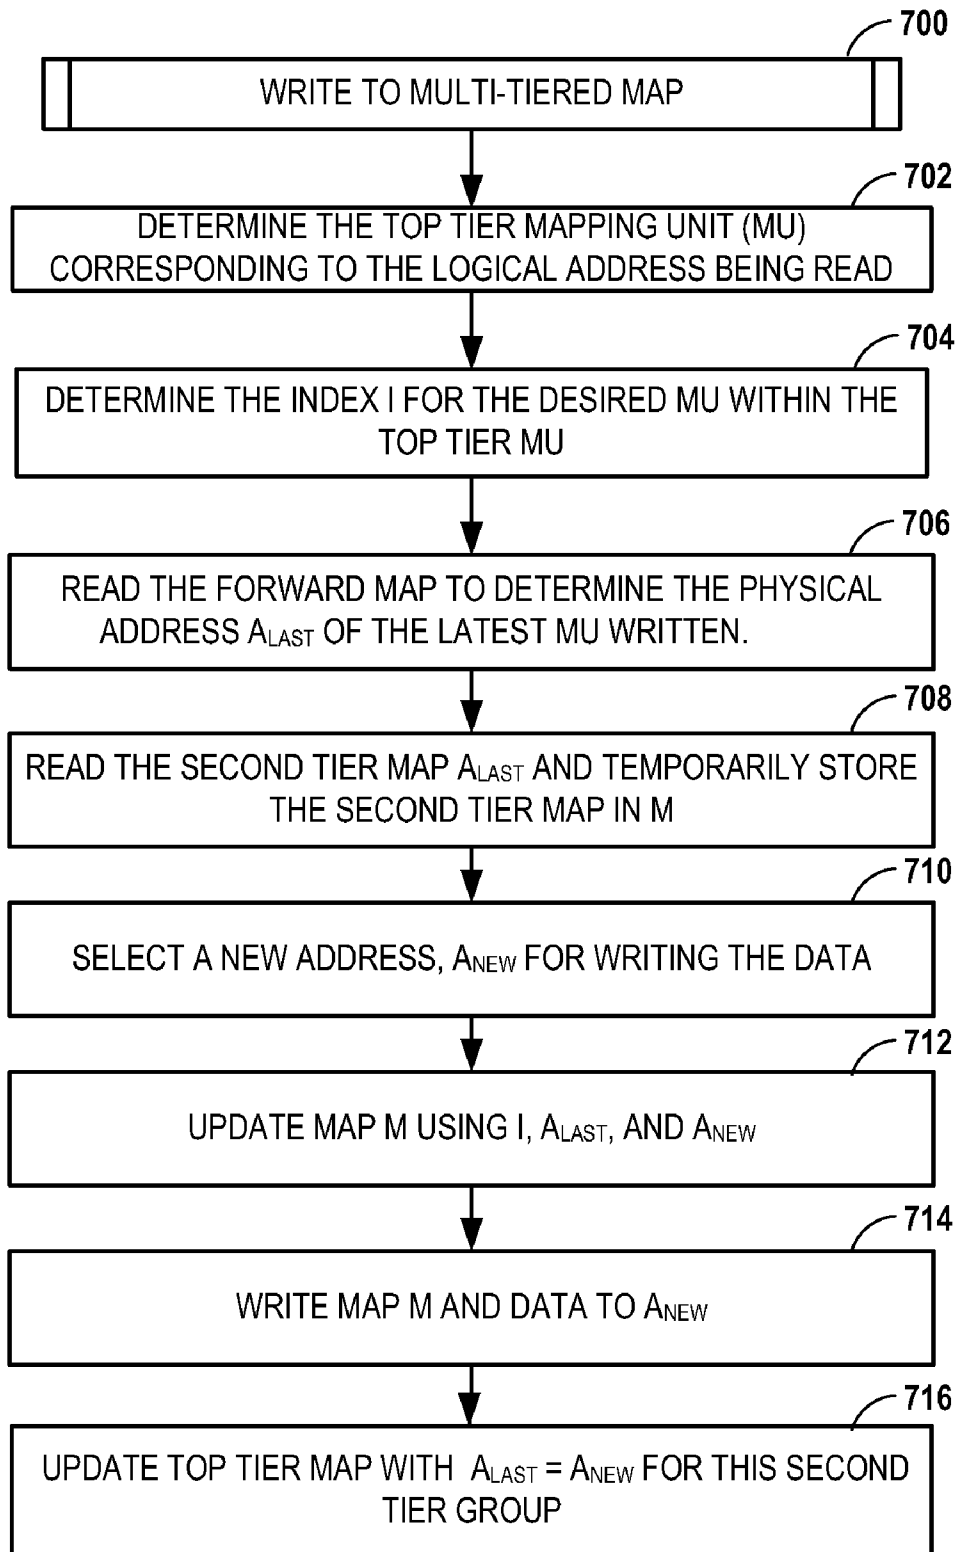 700
WRITE TO MULTI-TIERED MAP
702
DETERMINE THE TOP TIER MAPPING UNIT (MU)
CORRESPONDING TO THE LOGICAL ADDRESS BEING READ
704
DETERMINE THE INDEX I FOR THE DESIRED MU WITHIN THE
TOP TIER MU
706
READ THE FORWARD MAP TO DETERMINE THE PHYSICAL
ADDRESS ALAST OF THE LATEST MU WRITTEN.
708
READ THE SECOND TIER MAP ALAST AND TEMPORARILY STORE
THE SECOND TIER MAP IN M
710
SELECT A NEW ADDRESS, ANEW FOR WRITING THE DATA
712
UPDATE MAP M USING I, ALAST, AND ANEW
714
WRITE MAP M AND DATA TO ANEW
716
UPDATE TOP TIER MAP WITH ALAST = ANEW FOR THIS SECOND
TIER GROUP